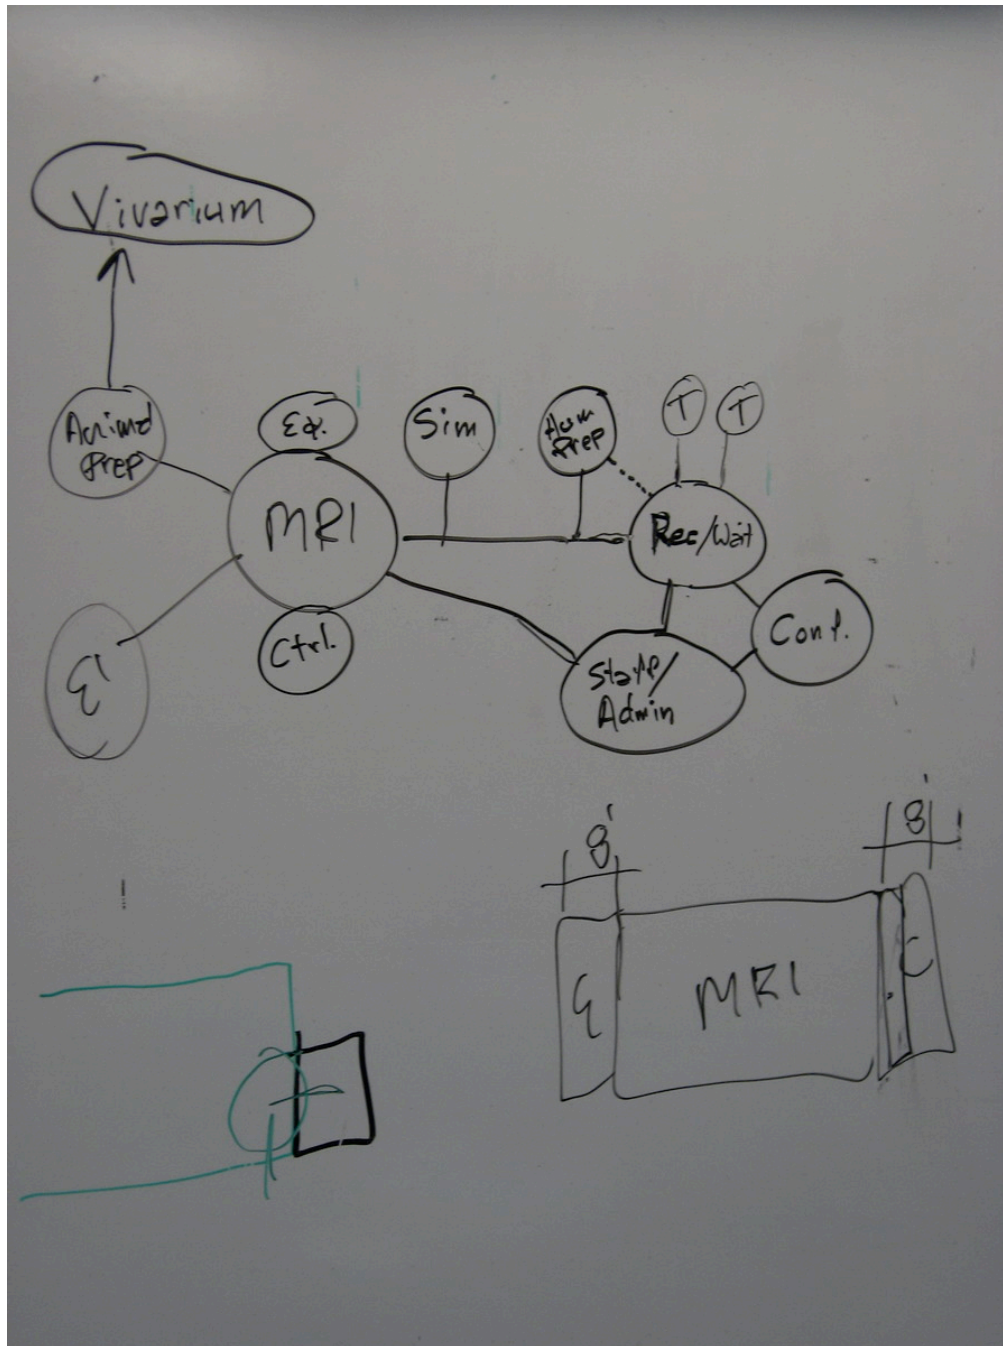 Vivarium
Animal
Prep
Eq.
Sim
Hum
Prep
T
T
MRI
Rec/Wait
Ctrl.
Conf.
Staff/
Admin
8'
8'
MRI
C